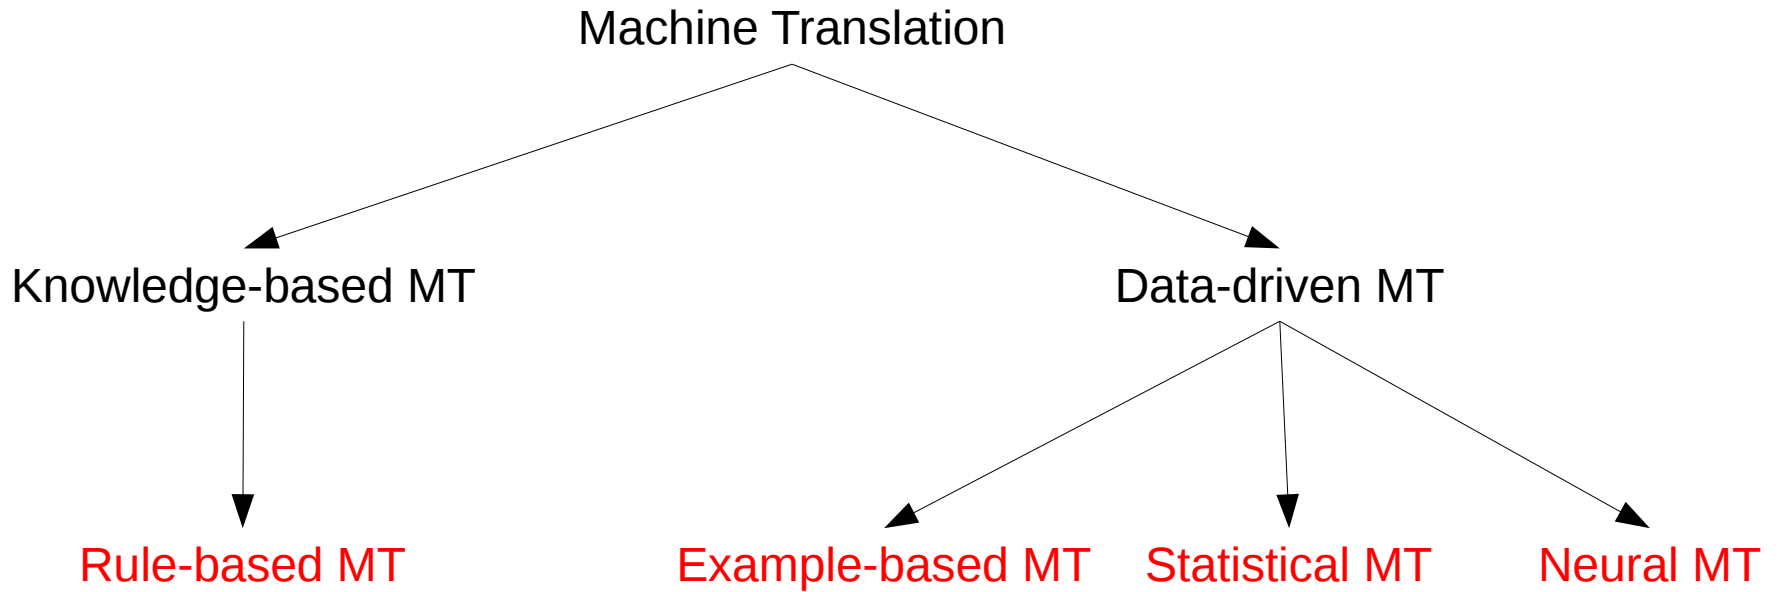 Machine Translation
Knowledge-based MT
Data-driven MT
Rule-based MT
Example-based MT
Statistical MT
Neural MT